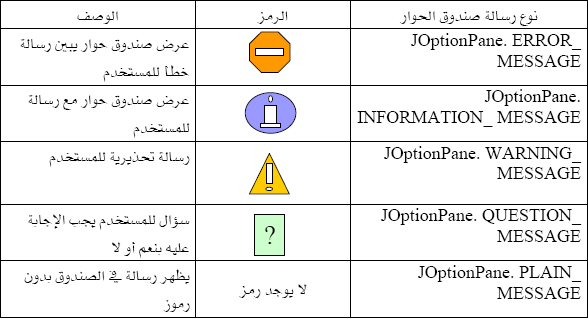 نوع رسالة صندوق الحوار
الرمز
الوصف
JOptionPane. ERROR_
MESSAGE
عرض صندوق حوار يبين رسالة
خطأ للمستخدم
JOptionPane.
INFORMATION_ MESSAGE
عرض صندوق حوار مع رسالة
للمستخدم
JOptionPane. WARNING_
MESSAGE
رسالة تحذيرية للمستخدم
JOptionPane. QUESTION_
MESSAGE
?
سؤال للمستخدم يجب الإجابة
عليه بنعم أو لا
JOptionPane. PLAIN_
MESSAGE
لا يوجد رمز
يظهر رسالة في الصندوق بدون
رموز